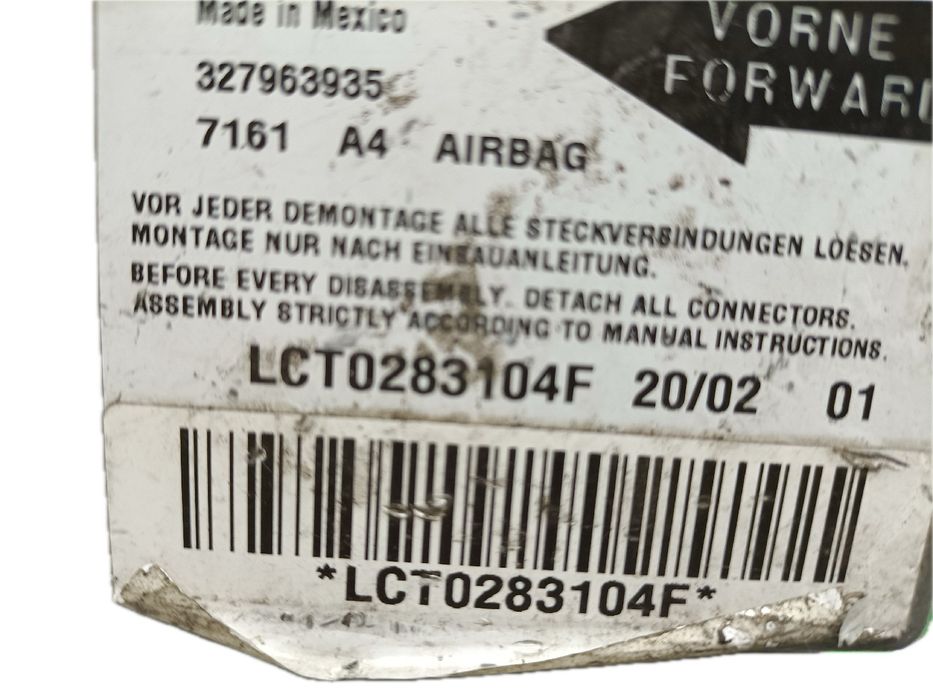 Made in Mexico
VORNE
FORWARD
327963935
7161 A4 AIRBAG
VOR JEDER DEMONTAGE ALLE STECKVERBINDUNGEN LOESEN.
MONTAGE NUR NACH EINBAUANLEITUNG.
BEFORE EVERY DISASSEMBLY. DETACH ALL CONNECTORS.
ASSEMBLY STRICTLY ACCORDING TO MANUAL INSTRUCTIONS.
LCT0283104F 20/02 01
*LCT0283104F*